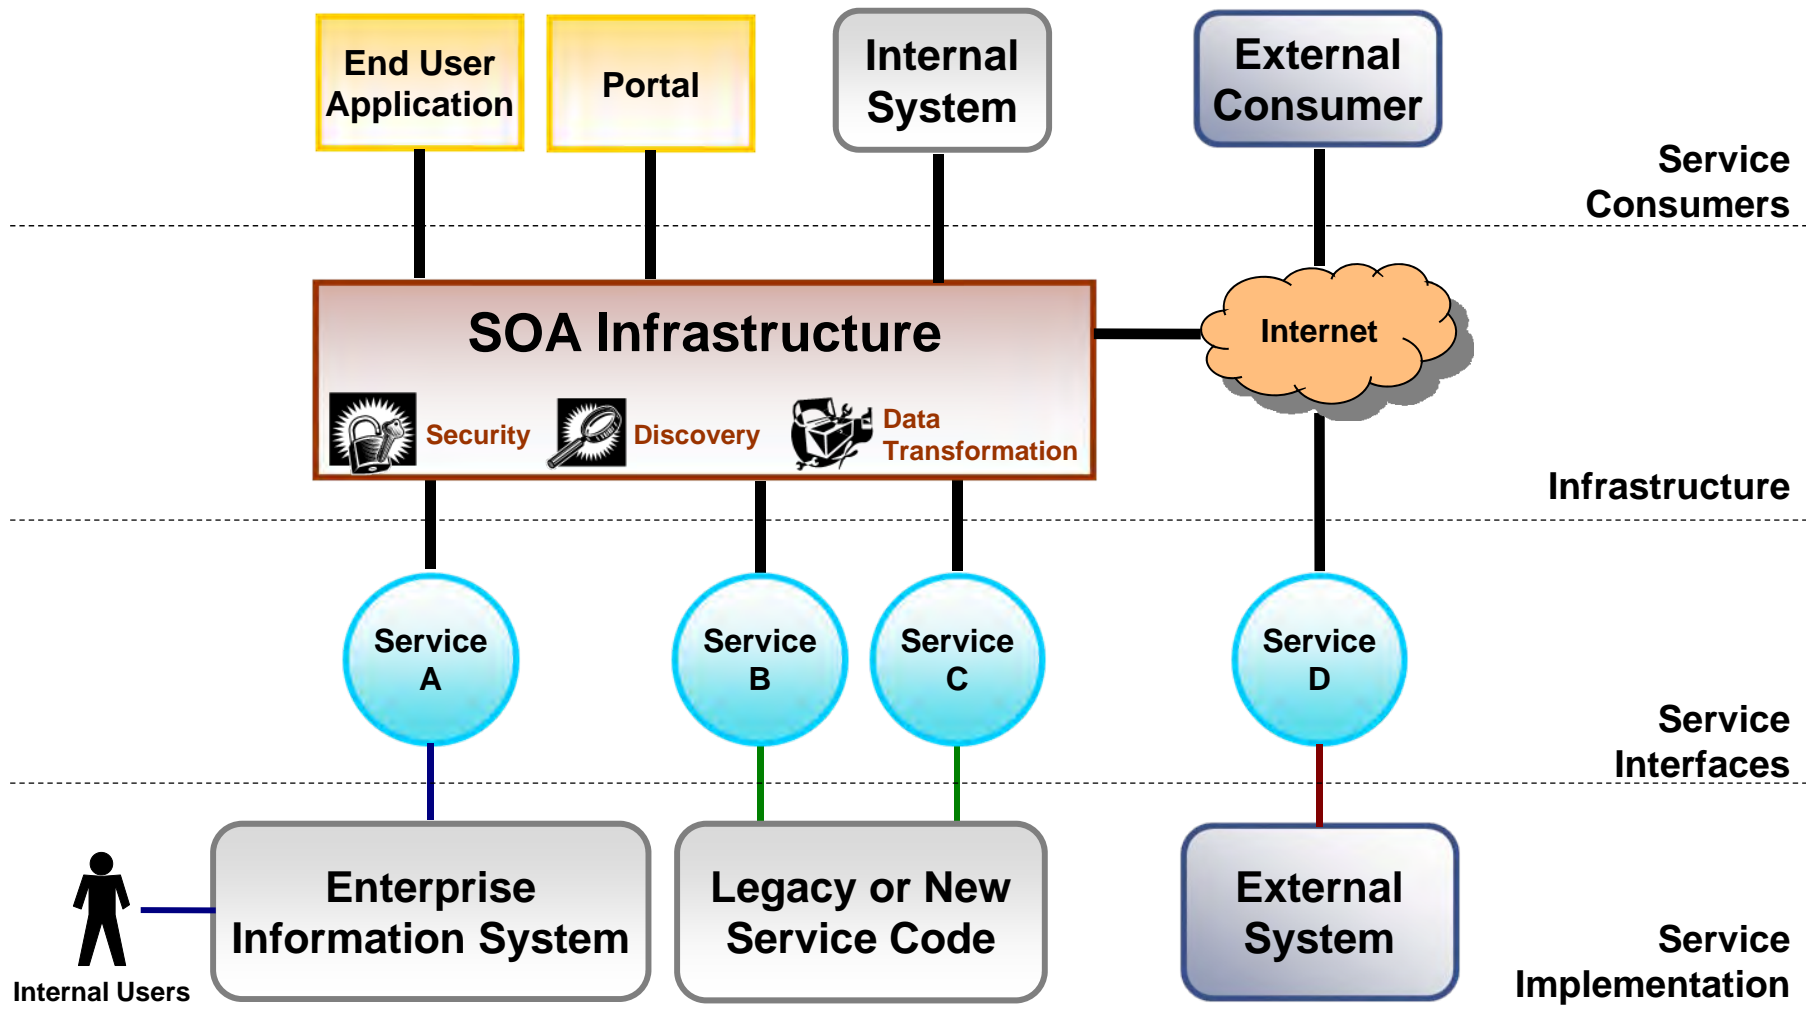 End User
Application
Portal
Internal
System
External
Consumer
Service
Consumers
SOA Infrastructure
Security
Discovery
Data
Transformation
Internet
Infrastructure
Service
A
Service
B
Service
C
Service
D
Service
Interfaces
Internal Users
Enterprise
Information System
Legacy or New
Service Code
External
System
Service
Implementation